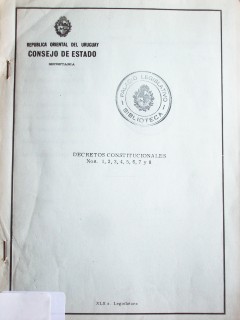 REPUBLICA ORIENTAL DEL URUGUAY
CONSEJO DE ESTADO
SECRETARIA
PALACIO LEGISLATIVO
BIBLIOTECA
DECRETOS CONSTITUCIONALES
Nos. 1, 2, 3, 4, 5, 6, 7 y 8
Legislatura